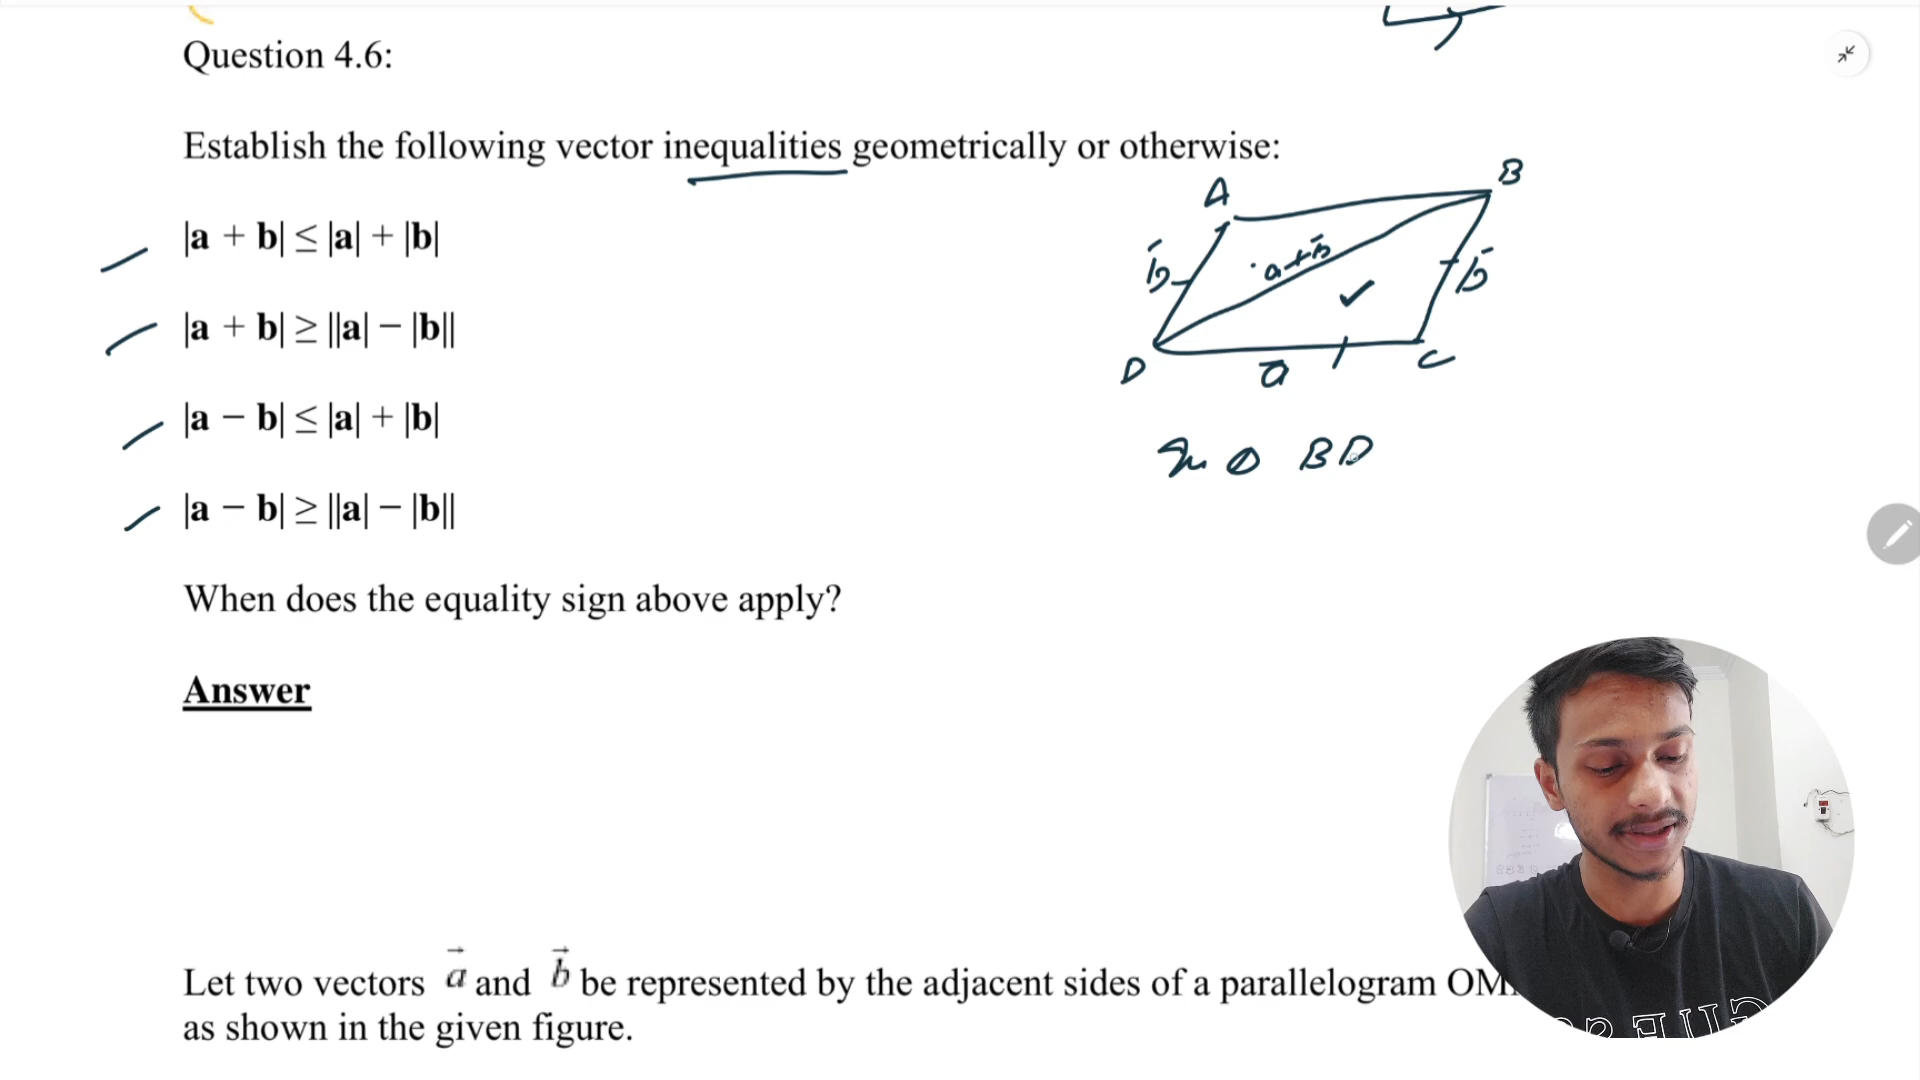 Question 4.6:
Establish the following vector inequalities geometrically or otherwise:
|a + b| ≤ |a| + |b|
|a + b| ≥ ||a| − |b||
|a − b| ≤ |a| + |b|
|a − b| ≥ ||a| − |b||
When does the equality sign above apply?
Answer
A
B
b̄
a+b̄
b̄
D
ā
C
BD
Let two vectors a⃗ and b⃗ be represented by the adjacent sides of a parallelogram
as shown in the given figure.